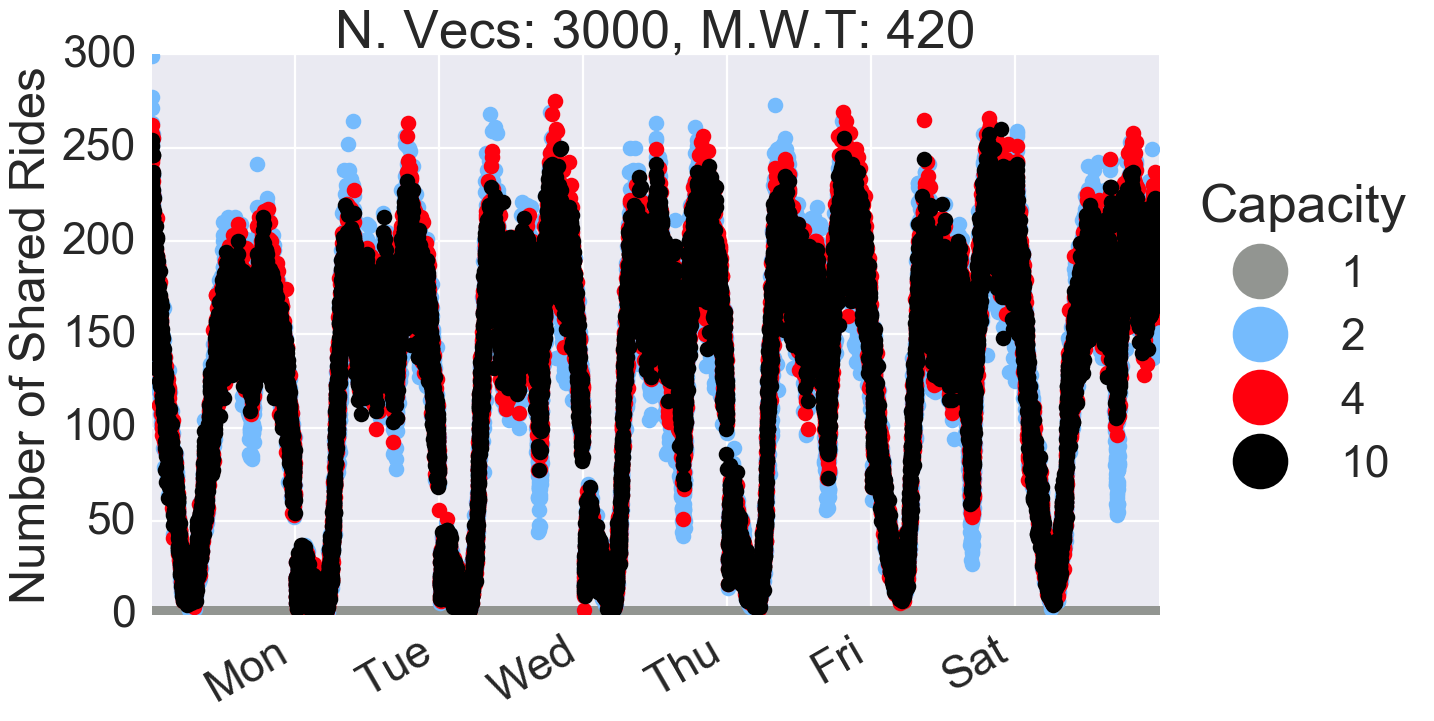 N. Vecs: 3000, M.W.T: 420
Number of Shared Rides
300
250
200
150
100
50
0
Mon
Tue
Wed
Thu
Fri
Sat
Capacity
1
2
4
10